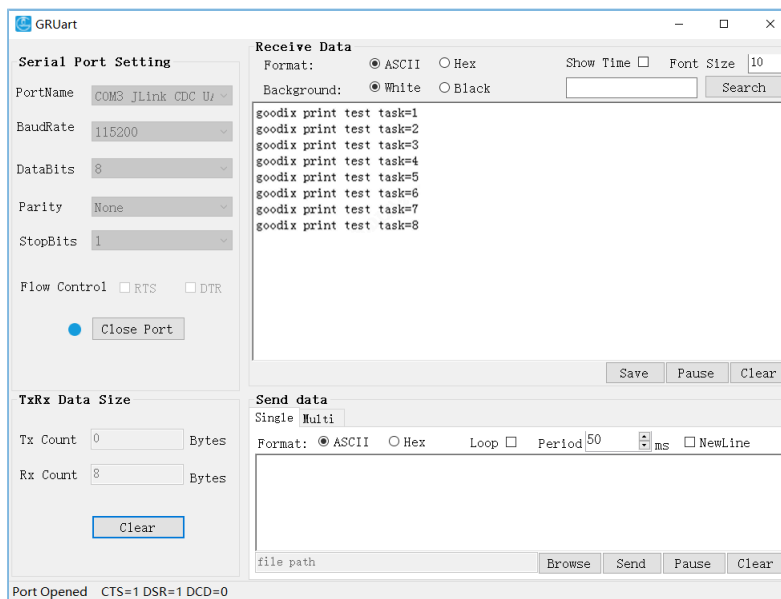 GRUart
Serial Port Setting
PortName COM3 JLink CDC UA
BaudRate 115200
DataBits 8
Parity None
StopBits 1
Flow Control RTS DTR
Close Port
TxRx Data Size
Tx Count 0 Bytes
Rx Count 8 Bytes
Clear
Receive Data
Format: ASCII Hex Show Time Font Size 10
Background: White Black Search
goodix print test task=1
goodix print test task=2
goodix print test task=3
goodix print test task=4
goodix print test task=5
goodix print test task=6
goodix print test task=7
goodix print test task=8
Save Pause Clear
Send data
Single Multi
Format: ASCII Hex Loop Period 50 ms NewLine
file path Browse Send Pause Clear
Port Opened CTS=1 DSR=1 DCD=0